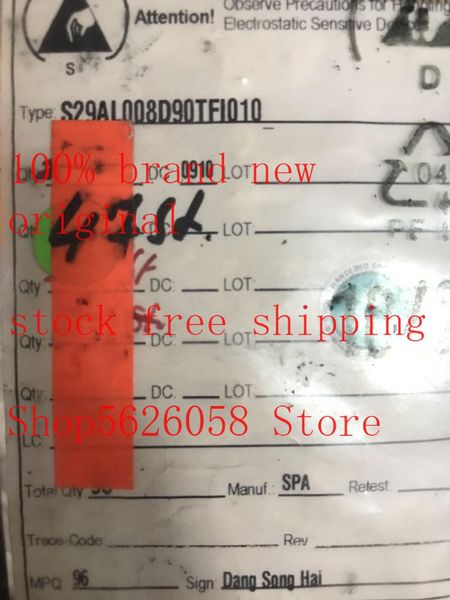 Attention!
Observe Precautions for Handling
Electrostatic Sensitive Devices
S
D
Type: S29AL008D90TFI010
DC: 0910 LOT:
04
100% brand new
original
LOT:
Qty DC: LOT:
stock free shipping
Qty: DC: LOT:
DC: LOT:
Shop5626058 Store
LC:
Total Qty Manuf.: SPA Retest:
Trace-Code: Rev
MPQ 96 Sign: Dang Song Hai